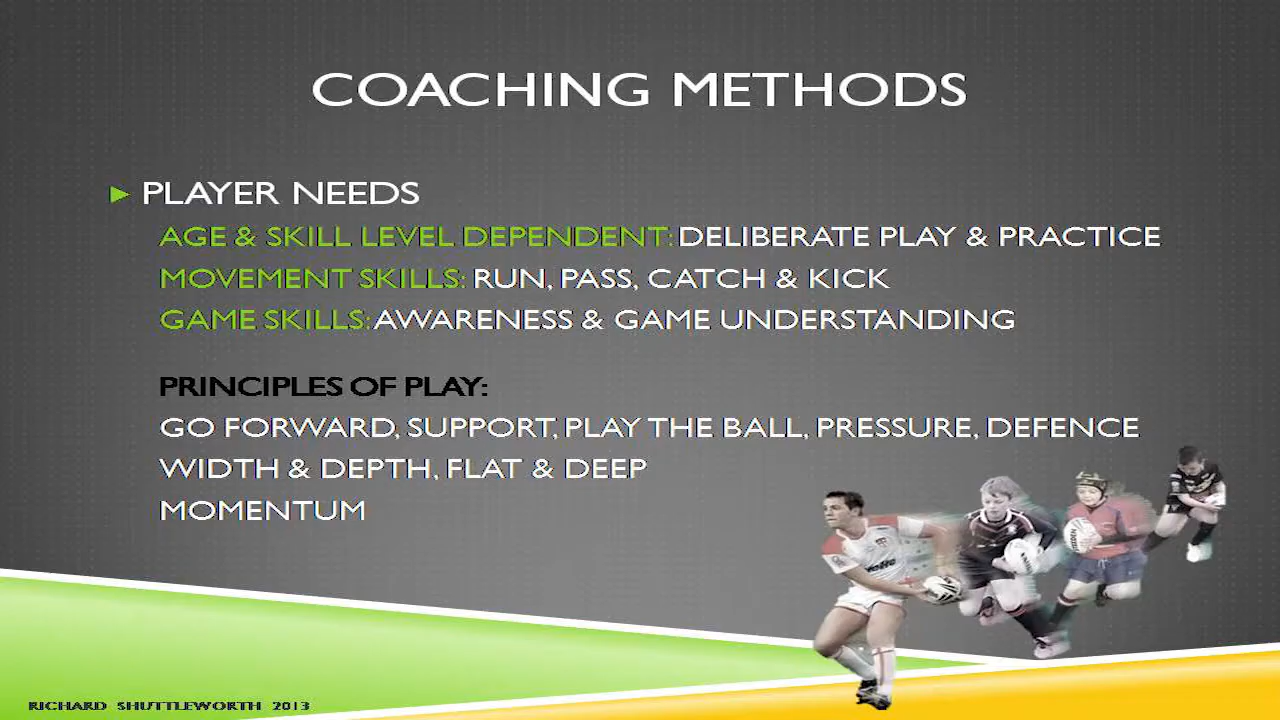 COACHING METHODS
PLAYER NEEDS
AGE & SKILL LEVEL DEPENDENT: DELIBERATE PLAY & PRACTICE
MOVEMENT SKILLS: RUN, PASS, CATCH & KICK
GAME SKILLS: AWARENESS & GAME UNDERSTANDING
PRINCIPLES OF PLAY:
GO FORWARD, SUPPORT, PLAY THE BALL, PRESSURE, DEFENCE
WIDTH & DEPTH, FLAT & DEEP
MOMENTUM
RICHARD SHUTTLEWORTH 2013